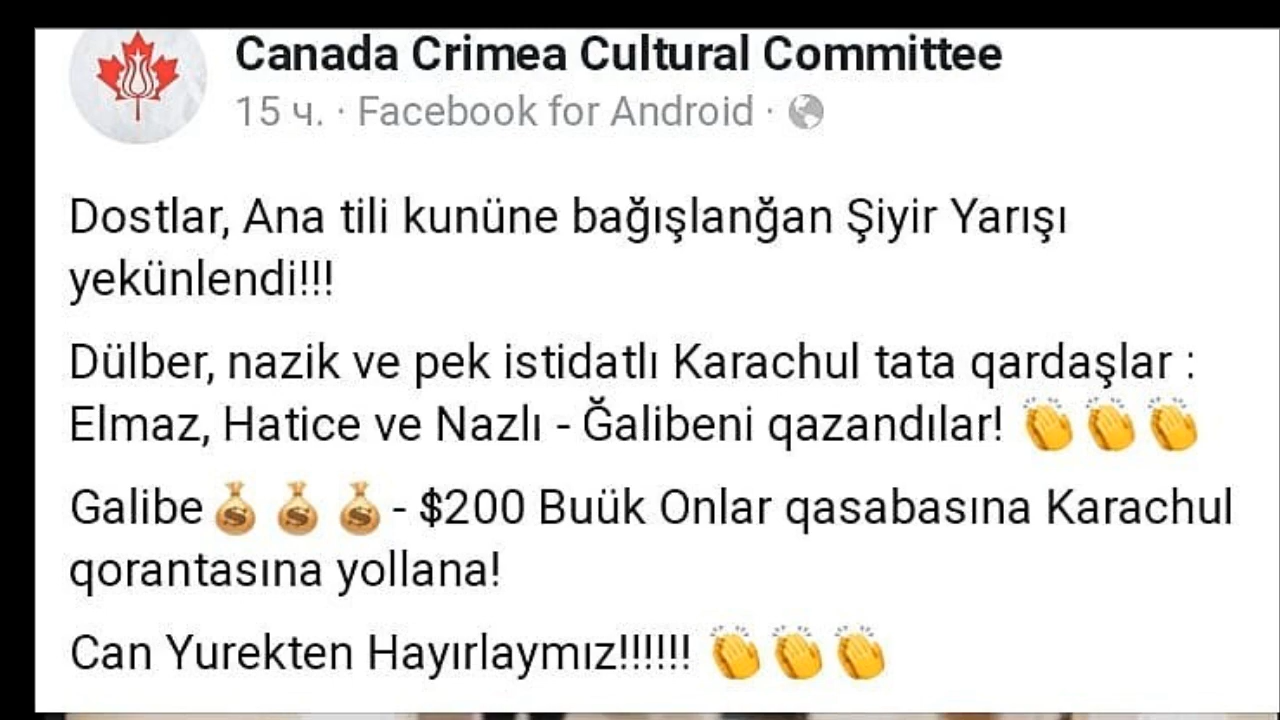 Canada Crimea Cultural Committee
15 ч. · Facebook for Android ·
Dostlar, Ana tili kunüne bağışlanğan Şiyir Yarışı
yekünlendi!!!
Dülber, nazik ve pek istidatlı Karachul tata qardaşlar :
Elmaz, Hatice ve Nazlı - Ğalibeni qazandılar! 👏👏👏
Galibe💰💰💰- $200 Buük Onlar qasabasına Karachul
qorantasına yollana!
Can Yurekten Hayırlaymız!!!!!! 👏👏👏